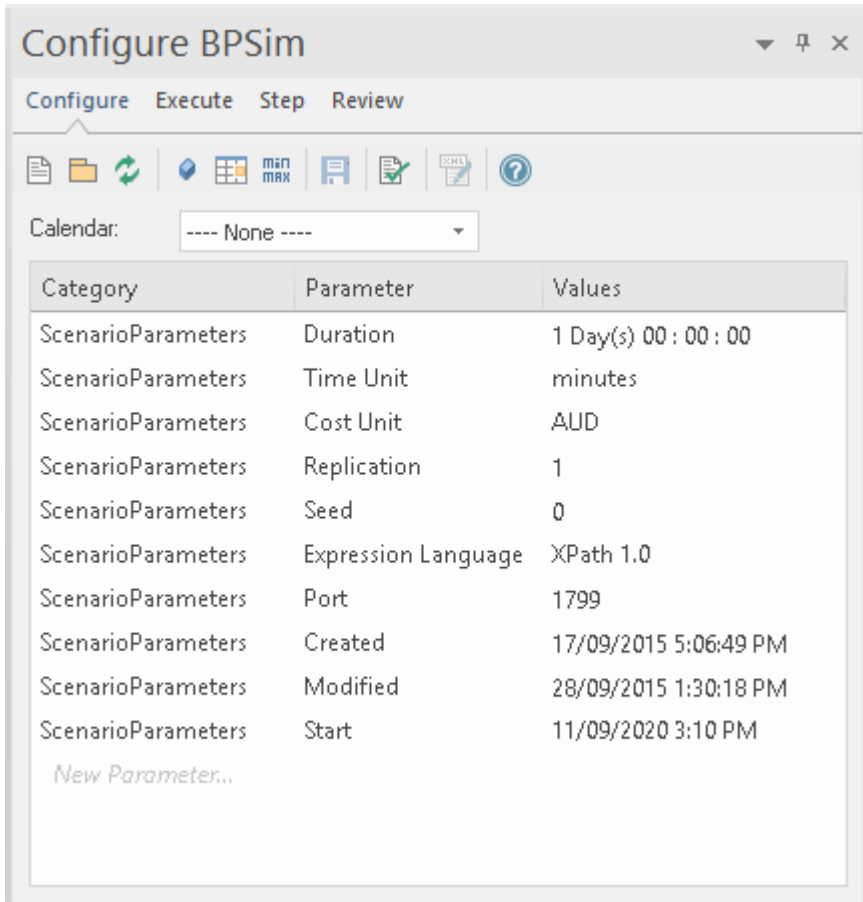 Configure BPSim
Configure Execute Step Review
min
max
XML
Calendar: ---- None ----
Category Parameter Values
ScenarioParameters Duration 1 Day(s) 00 : 00 : 00
ScenarioParameters Time Unit minutes
ScenarioParameters Cost Unit AUD
ScenarioParameters Replication 1
ScenarioParameters Seed 0
ScenarioParameters Expression Language XPath 1.0
ScenarioParameters Port 1799
ScenarioParameters Created 17/09/2015 5:06:49 PM
ScenarioParameters Modified 28/09/2015 1:30:18 PM
ScenarioParameters Start 11/09/2020 3:10 PM
New Parameter...